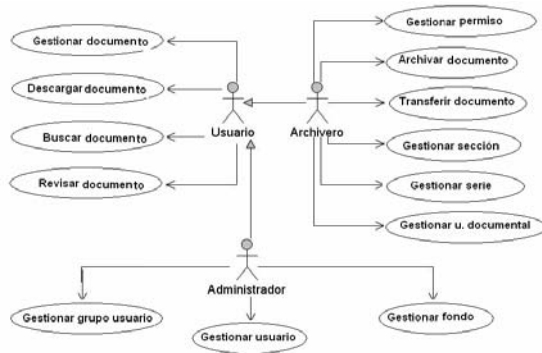 Gestionar permiso
Gestionar documento
Archivar documento
Descargar documento
Transferir documento
Usuario
Archivero
Buscar documento
Gestionar sección
Revisar documento
Gestionar serie
Gestionar u. documental
Administrador
Gestionar grupo usuario
Gestionar usuario
Gestionar fondo